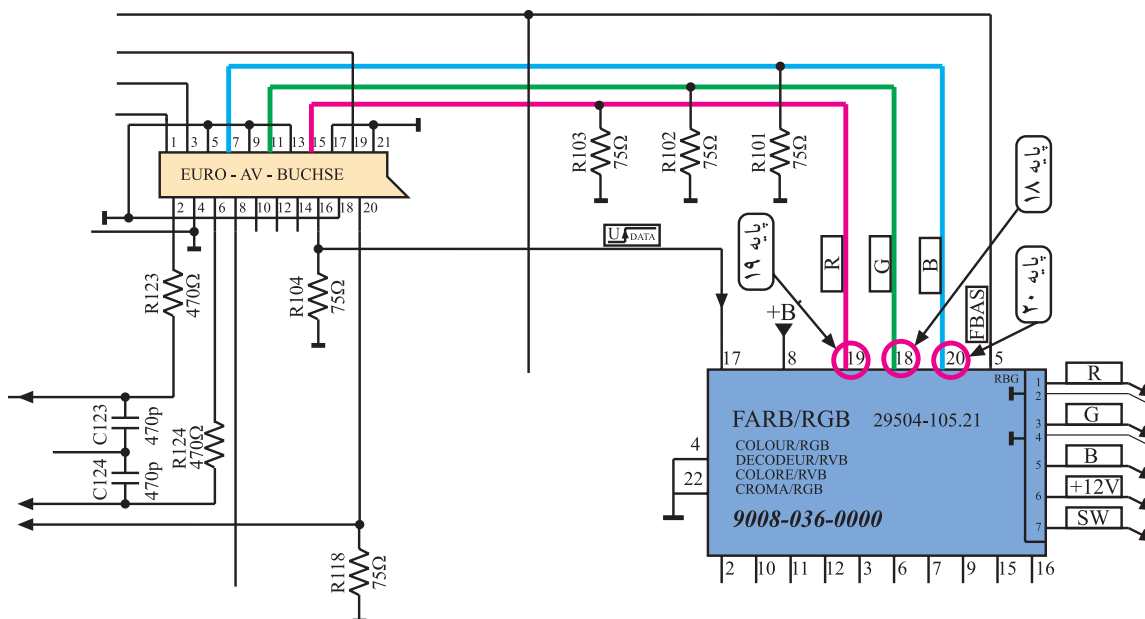 R103
75Ω
R102
75Ω
R101
75Ω
1 3 5 7 9 11 13 15 17 19 21
EURO - AV - BUCHSE
2 4 6 8 10 12 14 16 18 20
U DATA
پایه ۱۹
R
G
B
FBAS
پایه ۱۸
پایه ۲۰
R123
470Ω
R104
75Ω
+B
17 8 19 18 20 5
C123
470p
C124
470p
R124
470Ω
R118
75Ω
4
22
FARB/RGB 29504-105.21
COLOUR/RGB
DECODEUR/RVB
COLORE/RVB
CROMA/RGB
9008-036-0000
RBG
1
2
3
4
5
6
7
R
G
B
+12V
SW
2 10 11 12 3 6 7 9 15 16